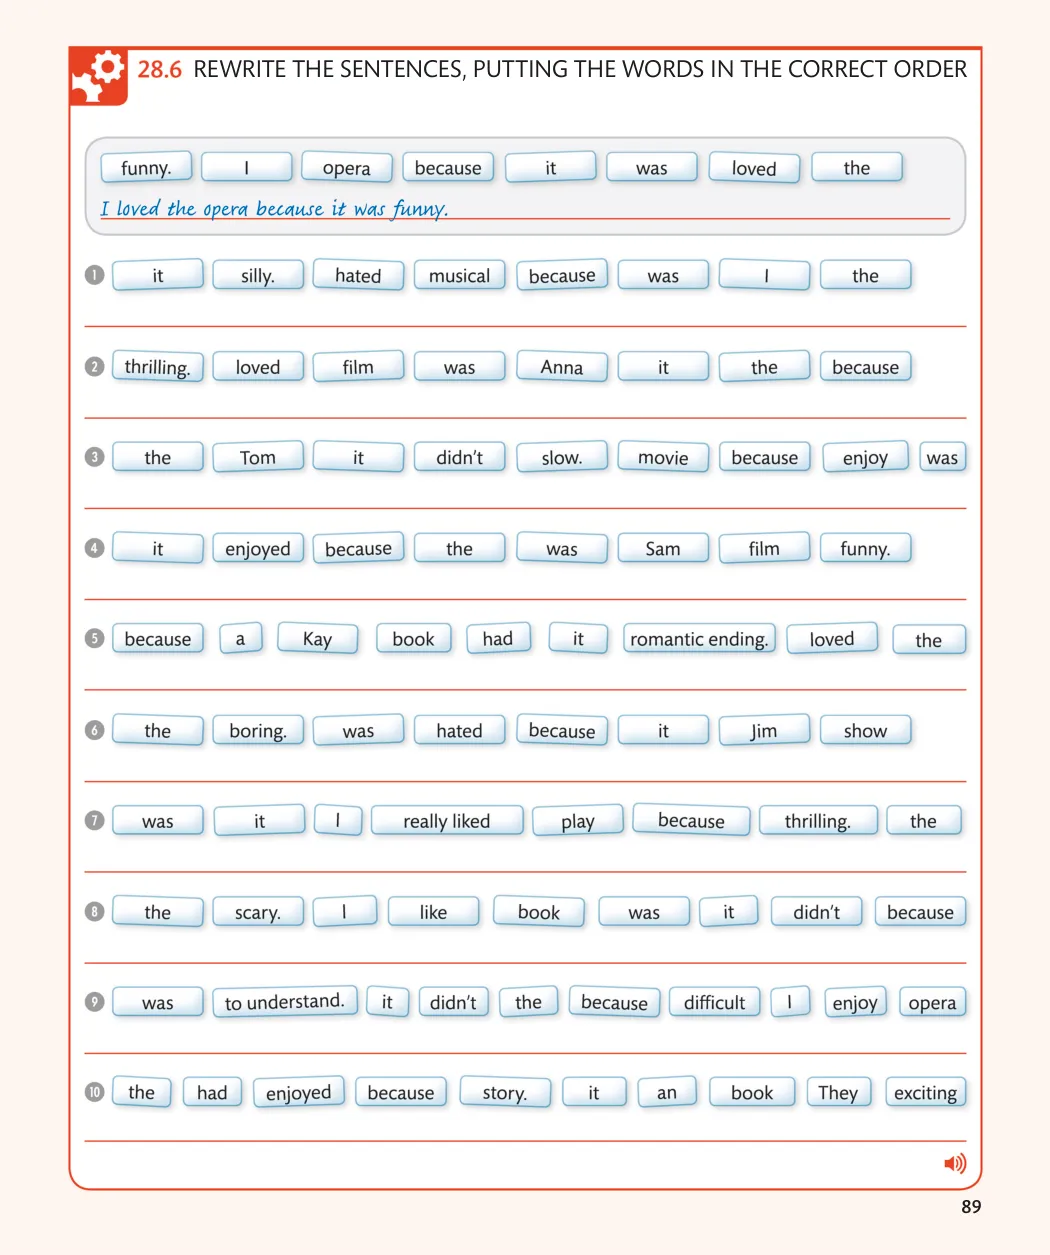 28.6 REWRITE THE SENTENCES, PUTTING THE WORDS IN THE CORRECT ORDER
funny. I opera because it was loved the
I loved the opera because it was funny.
1 it silly. hated musical because was I the
2 thrilling. loved film was Anna it the because
3 the Tom it didn't slow. movie because enjoy was
4 it enjoyed because the was Sam film funny.
5 because a Kay book had it romantic ending. loved the
6 the boring. was hated because it Jim show
7 was it I really liked play because thrilling. the
8 the scary. I like book was it didn't because
9 was to understand. it didn't the because difficult I enjoy opera
10 the had enjoyed because story. it an book They exciting
89